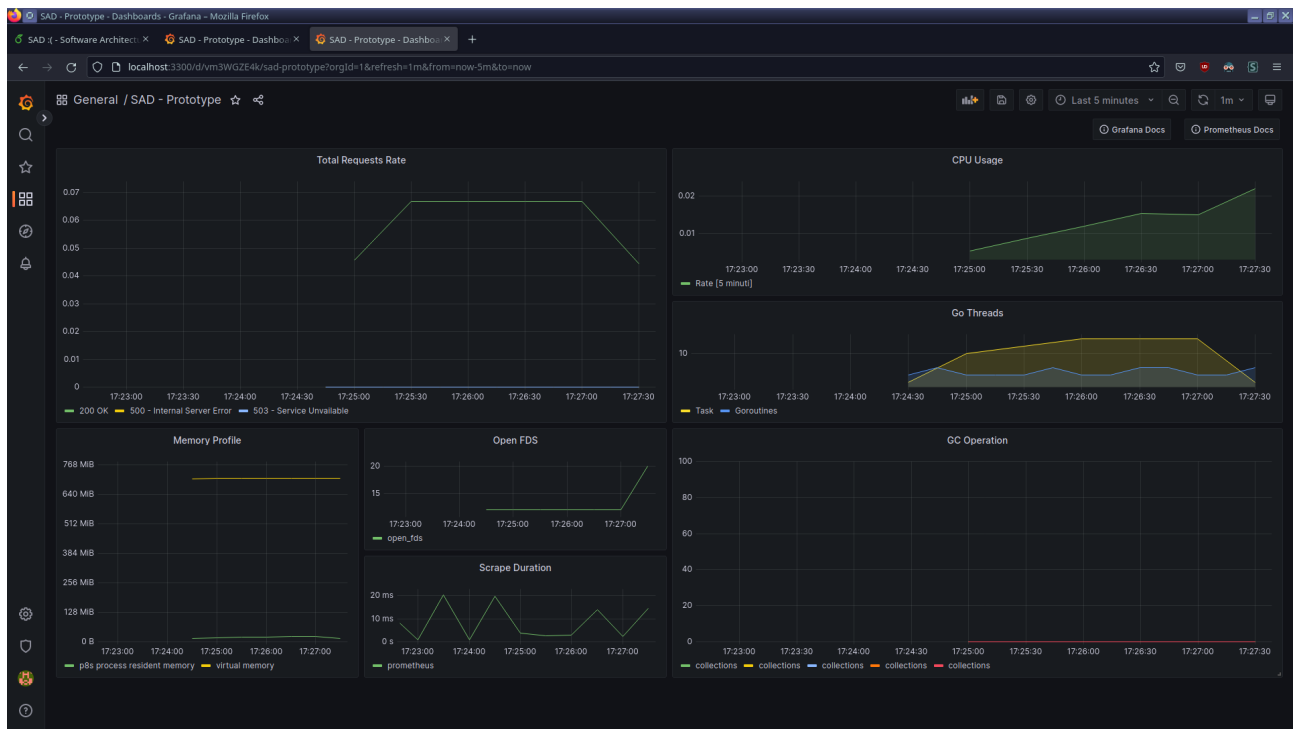 SAD - Prototype - Dashboards - Grafana – Mozilla Firefox
SAD :( - Software Architect
SAD - Prototype - Dashboa
SAD - Prototype - Dashboa
localhost:3300/d/vm3WGZE4k/sad-prototype?orgId=1&refresh=1m&from=now-5m&to=now
General / SAD - Prototype
Last 5 minutes
1m
Grafana Docs
Prometheus Docs
Total Requests Rate
0.07
0.06
0.05
0.04
0.03
0.02
0.01
0
17:23:00 17:23:30 17:24:00 17:24:30 17:25:00 17:25:30 17:26:00 17:26:30 17:27:00 17:27:30
200 OK 500 - Internal Server Error 503 - Service Unvailable
CPU Usage
0.02
0.01
17:23:00 17:23:30 17:24:00 17:24:30 17:25:00 17:25:30 17:26:00 17:26:30 17:27:00 17:27:30
Rate [5 minuti]
Go Threads
10
17:23:00 17:23:30 17:24:00 17:24:30 17:25:00 17:25:30 17:26:00 17:26:30 17:27:00 17:27:30
Task Goroutines
Memory Profile
768 MiB
640 MiB
512 MiB
384 MiB
256 MiB
128 MiB
0 B
17:23:00 17:24:00 17:25:00 17:26:00 17:27:00
p8s process resident memory virtual memory
Open FDS
20
15
17:23:00 17:24:00 17:25:00 17:26:00 17:27:00
open_fds
Scrape Duration
20 ms
10 ms
0 s
17:23:00 17:24:00 17:25:00 17:26:00 17:27:00
prometheus
GC Operation
100
80
60
40
20
0
17:23:00 17:23:30 17:24:00 17:24:30 17:25:00 17:25:30 17:26:00 17:26:30 17:27:00 17:27:30
collections collections collections collections collections